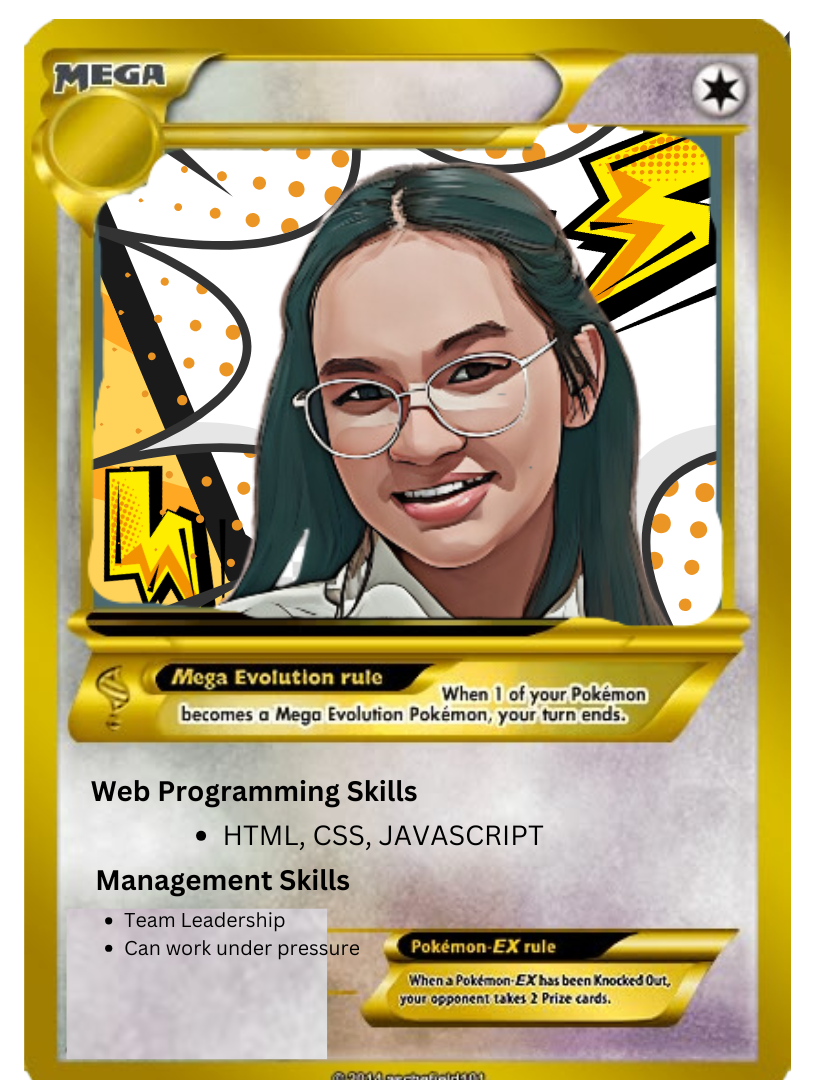 MEGA
Mega Evolution rule
When 1 of your Pokémon
becomes a Mega Evolution Pokémon, your turn ends.
Web Programming Skills
• HTML, CSS, JAVASCRIPT
Management Skills
• Team Leadership
• Can work under pressure
Pokémon-EX rule
When a Pokémon-EX has been Knocked Out,
your opponent takes 2 Prize cards.
© 2014